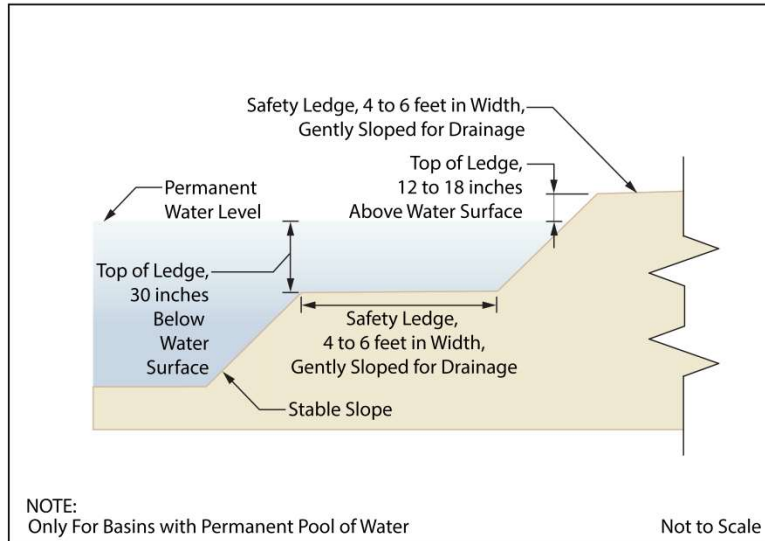 Safety Ledge, 4 to 6 feet in Width,
Gently Sloped for Drainage
Top of Ledge,
12 to 18 inches
Above Water Surface
Permanent
Water Level
Top of Ledge,
30 inches
Below
Water
Surface
Safety Ledge,
4 to 6 feet in Width,
Gently Sloped for Drainage
Stable Slope
NOTE:
Only For Basins with Permanent Pool of Water
Not to Scale